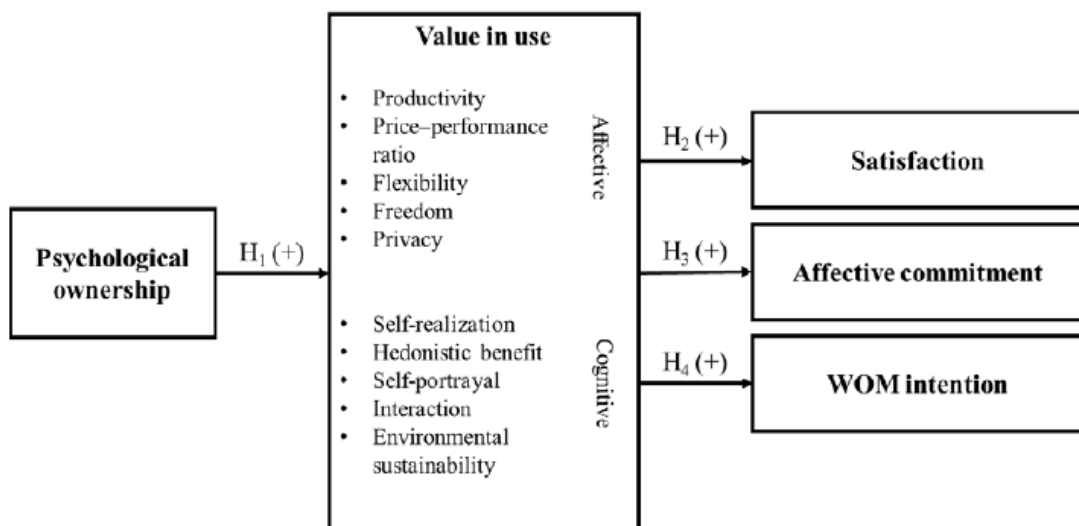 Value in use
• Productivity
• Price–performance
ratio
• Flexibility
• Freedom
• Privacy
Affective
• Self-realization
• Hedonistic benefit
• Self-portrayal
• Interaction
• Environmental
sustainability
Cognitive
Psychological
ownership
H₁ (+)
H₂ (+)
Satisfaction
H₃ (+)
Affective commitment
H₄ (+)
WOM intention